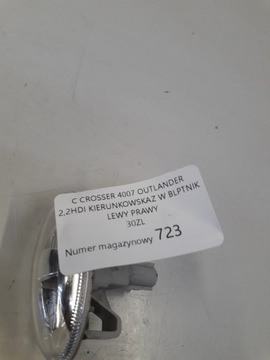 C CROSSER 4007 OUTLANDER
2,2HDI KIERUNKOWSKAZ W BLPTNIK
LEWY PRAWY
30ZL
Numer magazynowy 723